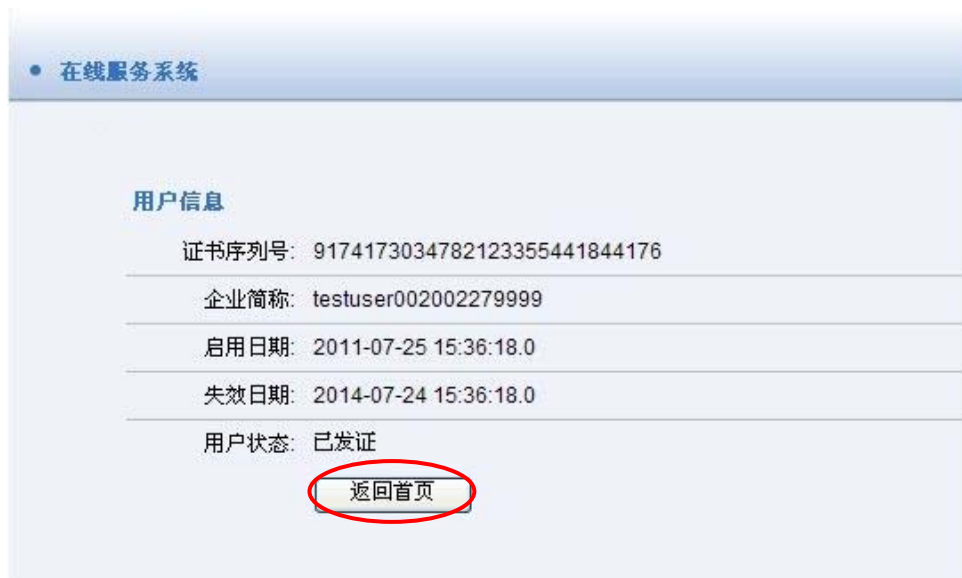 在线服务系统
用户信息
证书序列号: 917417303478212335544 1844176
企业简称: testuser002002279999
启用日期: 2011-07-25 15:36:18.0
失效日期: 2014-07-24 15:36:18.0
用户状态: 已发证
返回首页